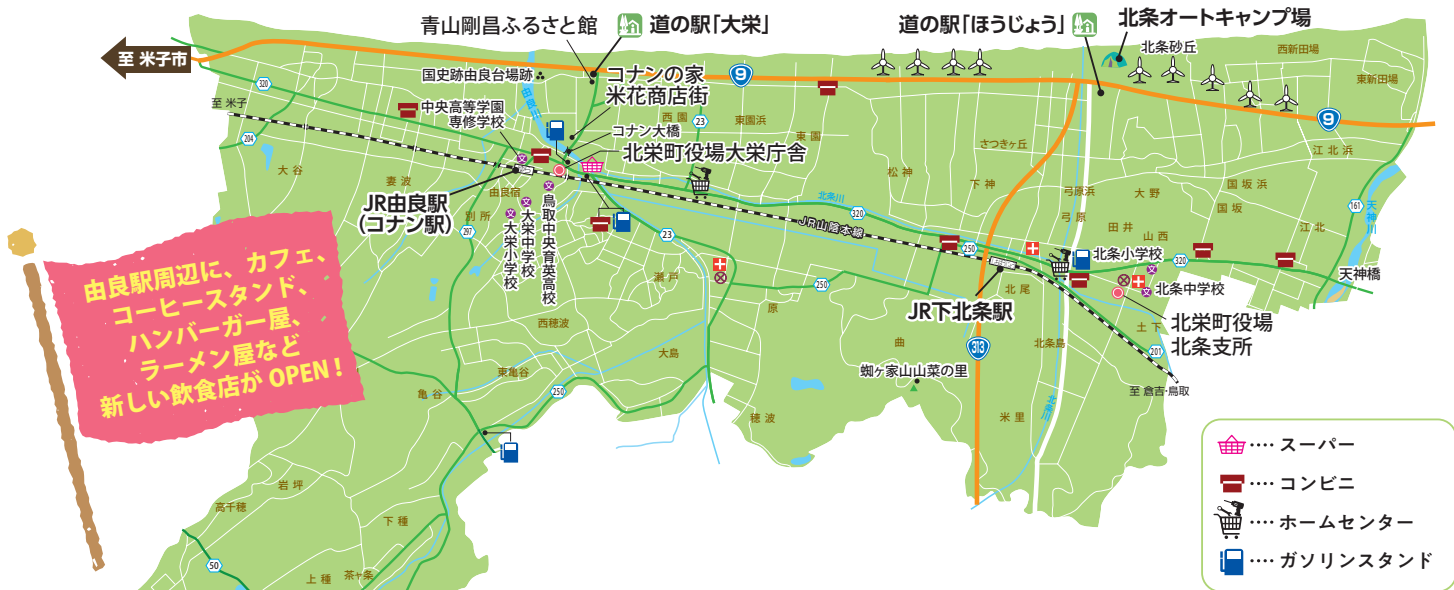 至 米子市
青山剛昌ふるさと館
道の駅「大栄」
道の駅「ほうじょう」
北条オートキャンプ場
北条砂丘
西新田場
東新田場
9
9
320
至 米子
204
国史跡由良台場跡
由良川
コナンの家
米花商店街
中央高等学園
専修学校
コナン大橋
北栄町役場大栄庁舎
西園
23
東園浜
東園
大谷
妻波
JR由良駅
(コナン駅)
由良宿
別所
297
大栄小学校
大栄中学校
鳥取中央育英高校
23
瀬戸
250
原
西穂波
大島
東亀谷
亀谷
250
穂波
岩坪
高千穂
下種
上種
茶ヶ条
50
松神
さつきヶ丘
下神
北条川
320
JR山陰本線
250
JR下北条駅
弓原浜
弓原
大野
国坂浜
国坂
田井
山西
江北浜
江北
161
天神川
天神橋
320
北条小学校
北条中学校
北栄町役場
北条支所
北尾
土下
201
至 倉吉・鳥取
313
北条島
曲
蜘ヶ家山山菜の里
米里
北条川
由良駅周辺に、カフェ、
コーヒースタンド、
ハンバーガー屋、
ラーメン屋など
新しい飲食店が OPEN!
‥‥ スーパー
‥‥ コンビニ
‥‥ ホームセンター
‥‥ ガソリンスタンド